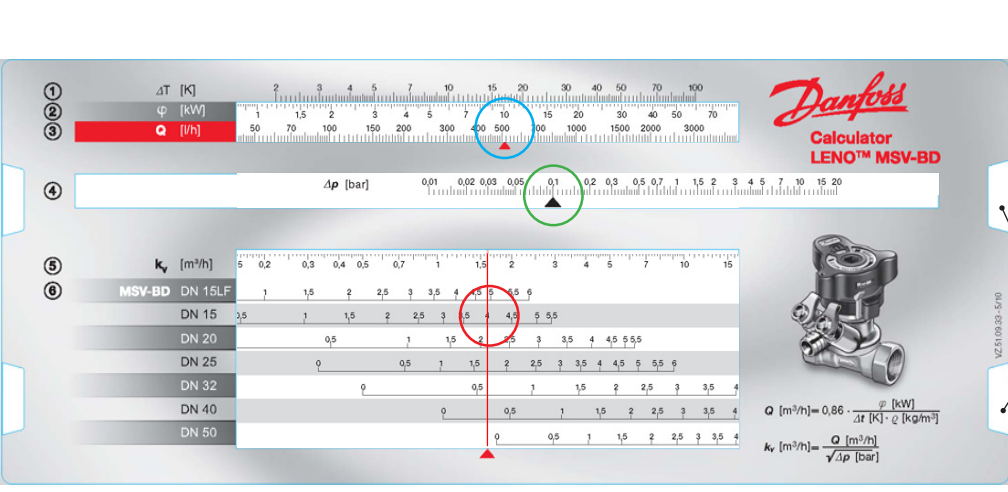 ① ΔT [K] 2 3 4 5 7 10 15 20 30 40 50 70 100
② φ [kW] 1 1,5 2 3 4 5 7 10 15 20 30 40 50 70
③ Q [l/h] 50 70 100 150 200 300 400 500 700 1000 1500 2000 3000
Danfoss
Calculator
LENO™ MSV-BD
④ Δp [bar] 0,01 0,02 0,03 0,05 0,1 0,2 0,3 0,5 0,7 1 1,5 2 3 4 5 7 10 15 20
⑤ kv [m³/h] 5 0,2 0,3 0,4 0,5 0,7 1 1,5 2 3 4 5 7 10 15
⑥ MSV-BD DN 15LF 1 1,5 2 2,5 3 3,5 4 4,5 5 5,5 6
DN 15 0,5 1 1,5 2 2,5 3 3,5 4 4,5 5 5,5
DN 20 0,5 1 1,5 2 2,5 3 3,5 4 4,5 5 5,5
DN 25 0 0,5 1 1,5 2 2,5 3 3,5 4 4,5 5 5,5 6
DN 32 0 0,5 1 1,5 2 2,5 3 3,5 4
DN 40 0 0,5 1 1,5 2 2,5 3 3,5 4
DN 50 0 0,5 1 1,5 2 2,5 3 3,5 4
Q [m³/h]= 0,86 · φ [kW] / Δt [K] · ϱ [kg/m³]
kv [m³/h]= Q [m³/h] / √Δp [bar]
VZ.51.09.33 - 5/10